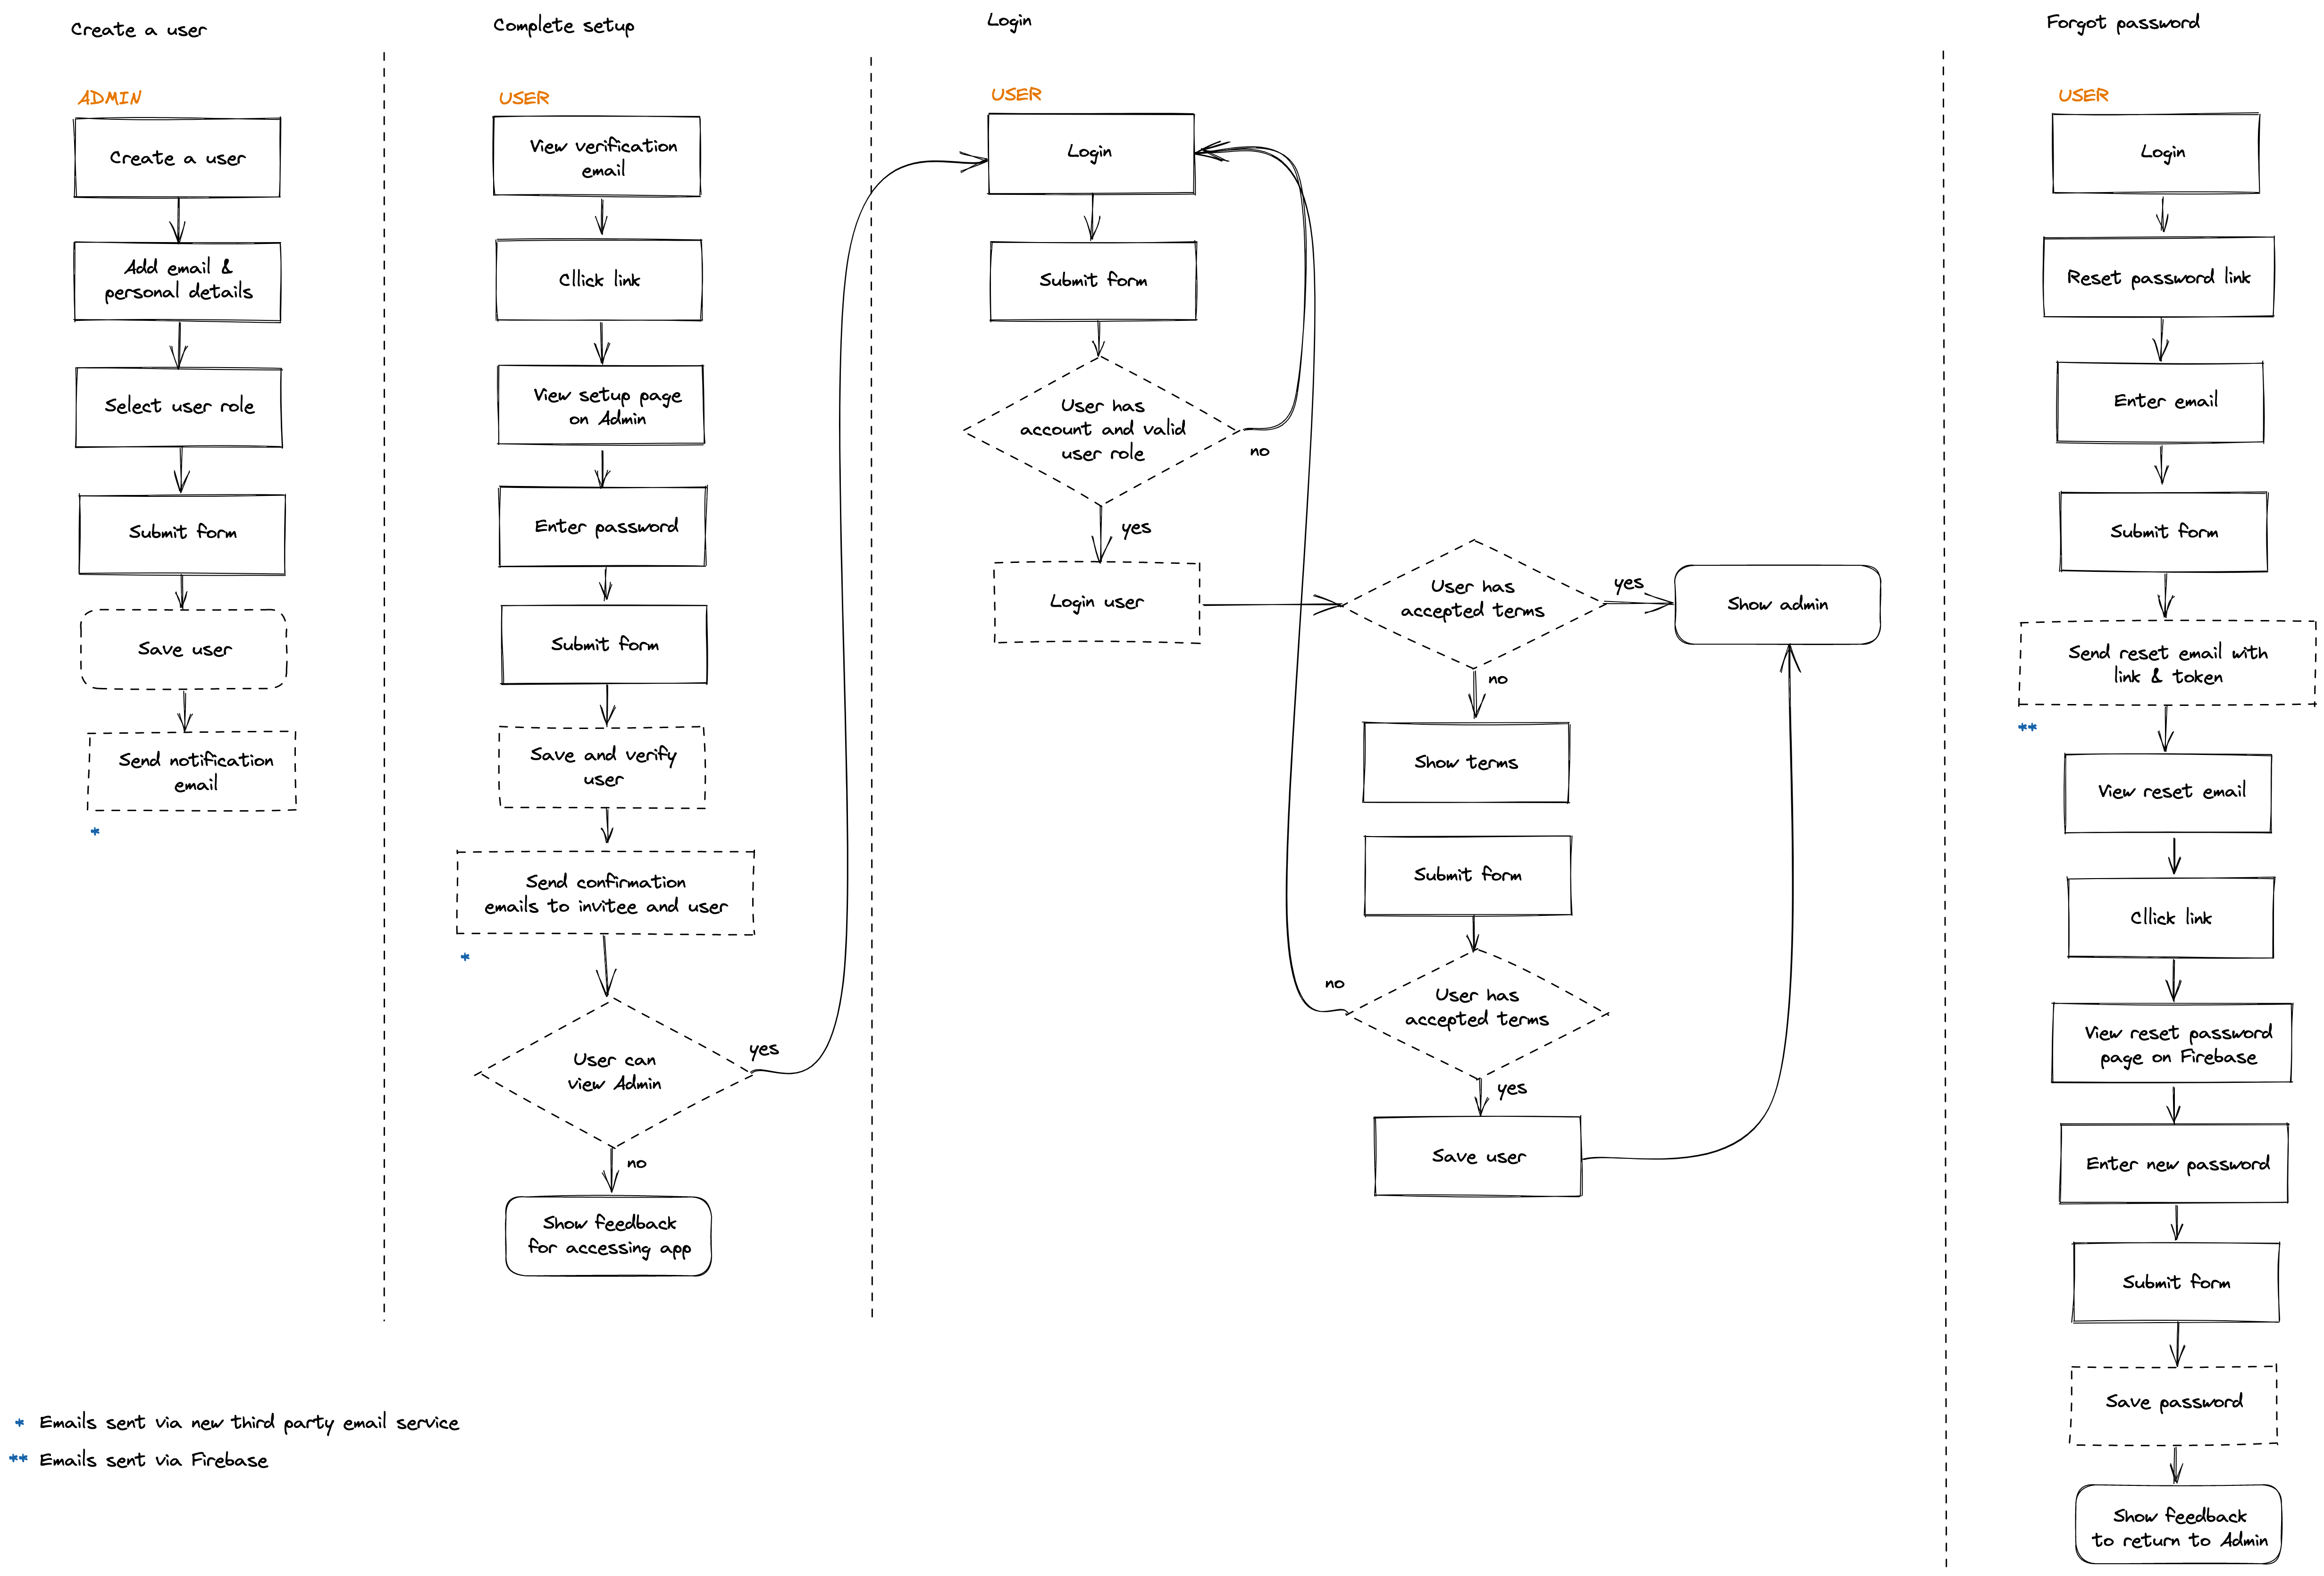 Create a user
ADMIN
Create a user
Add email &
personal details
Select user role
Submit form
Save user
Send notification
email
*
Complete setup
USER
View verification
email
Cllick link
View setup page
on Admin
Enter password
Submit form
Save and verify
user
Send confirmation
emails to invitee and user
*
User can
view Admin
yes
no
Show feedback
for accessing app
Login
USER
Login
Submit form
User has
account and valid
user role
no
yes
Login user
User has
accepted terms
yes
Show admin
no
Show terms
Submit form
no
User has
accepted terms
yes
Save user
Forgot password
USER
Login
Reset password link
Enter email
Submit form
Send reset email with
link & token
**
View reset email
Cllick link
View reset password
page on Firebase
Enter new password
Submit form
Save password
Show feedback
to return to Admin
* Emails sent via new third party email service
** Emails sent via Firebase